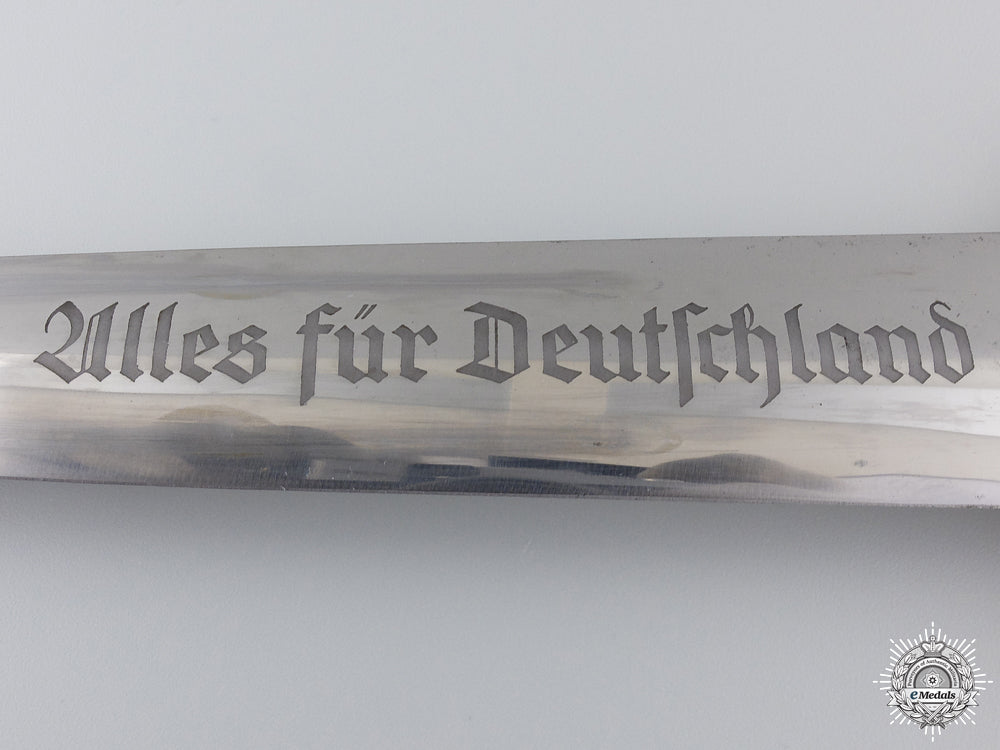 Alles für Deutſchland
eMedals